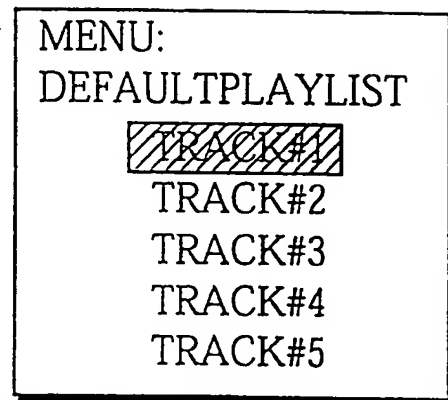 MENU:
DEFAULTPLAYLIST
TRACK#1
TRACK#2
TRACK#3
TRACK#4
TRACK#5